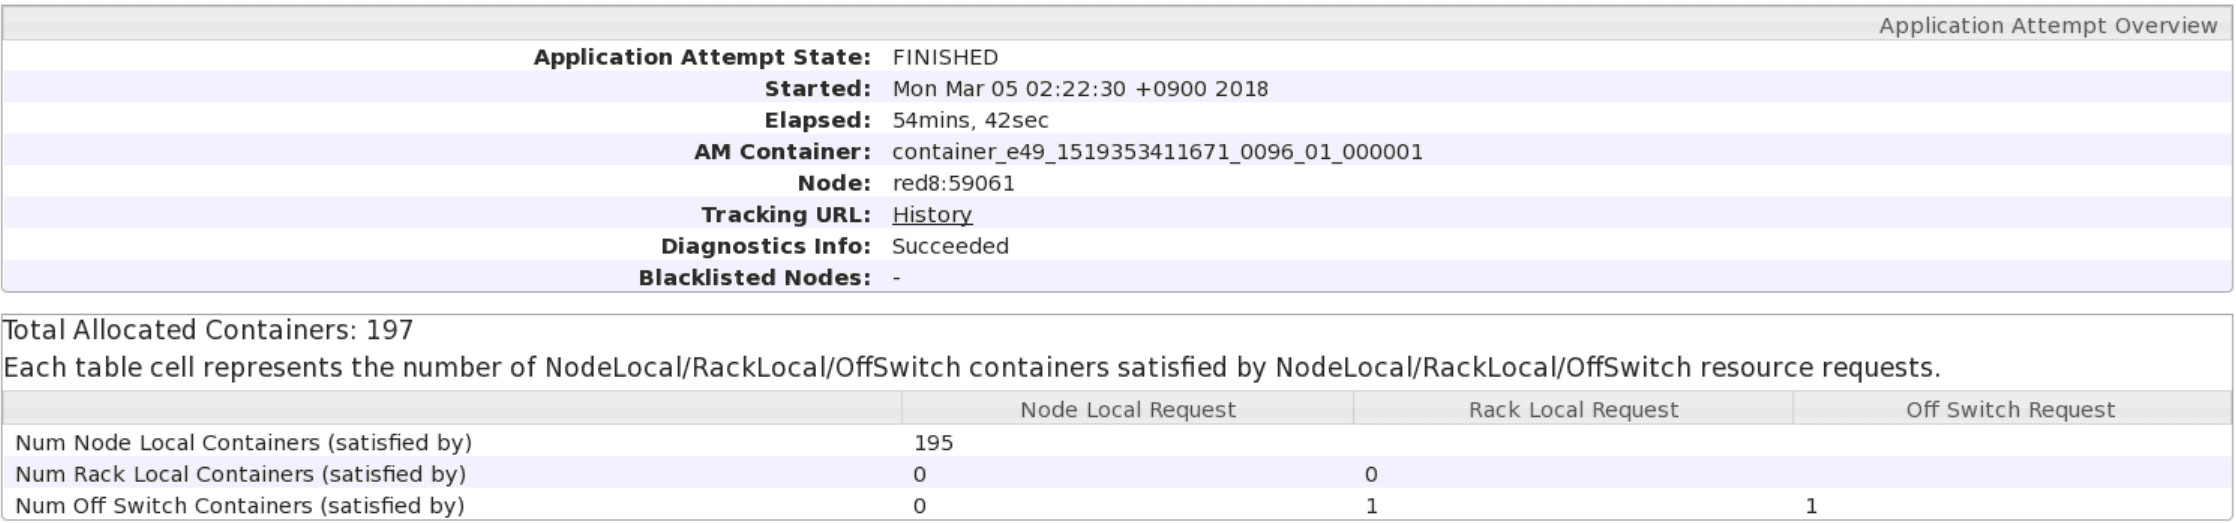 Application Attempt Overview
Application Attempt State: FINISHED
Started: Mon Mar 05 02:22:30 +0900 2018
Elapsed: 54mins, 42sec
AM Container: container_e49_1519353411671_0096_01_000001
Node: red8:59061
Tracking URL: History
Diagnostics Info: Succeeded
Blacklisted Nodes: -
Total Allocated Containers: 197
Each table cell represents the number of NodeLocal/RackLocal/OffSwitch containers satisfied by NodeLocal/RackLocal/OffSwitch resource requests.
Node Local Request Rack Local Request Off Switch Request
Num Node Local Containers (satisfied by) 195
Num Rack Local Containers (satisfied by) 0 0
Num Off Switch Containers (satisfied by) 0 1 1